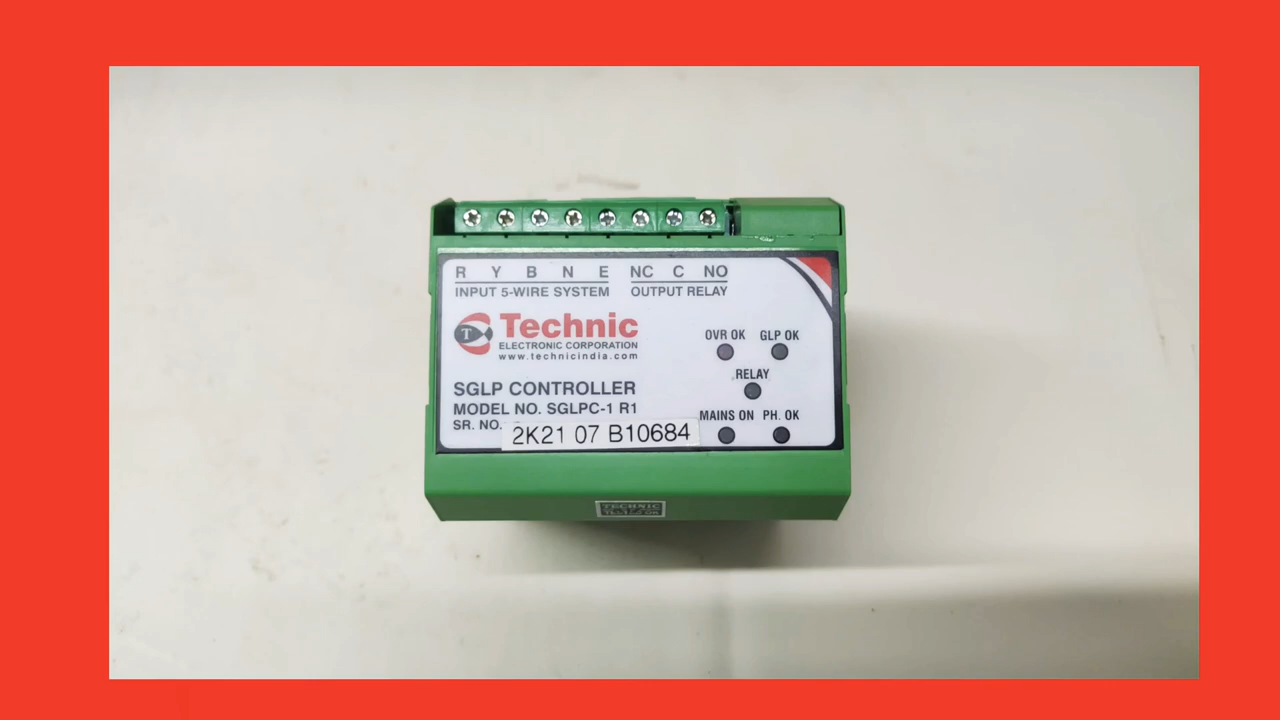 R Y B N E NC C NO
INPUT 5-WIRE SYSTEM OUTPUT RELAY
T Technic
ELECTRONIC CORPORATION
www.technicindia.com
OVR OK GLP OK
RELAY
SGLP CONTROLLER
MODEL NO. SGLPC-1 R1
MAINS ON PH. OK
SR. NO. 2K21 07 B10684
TECHNIC